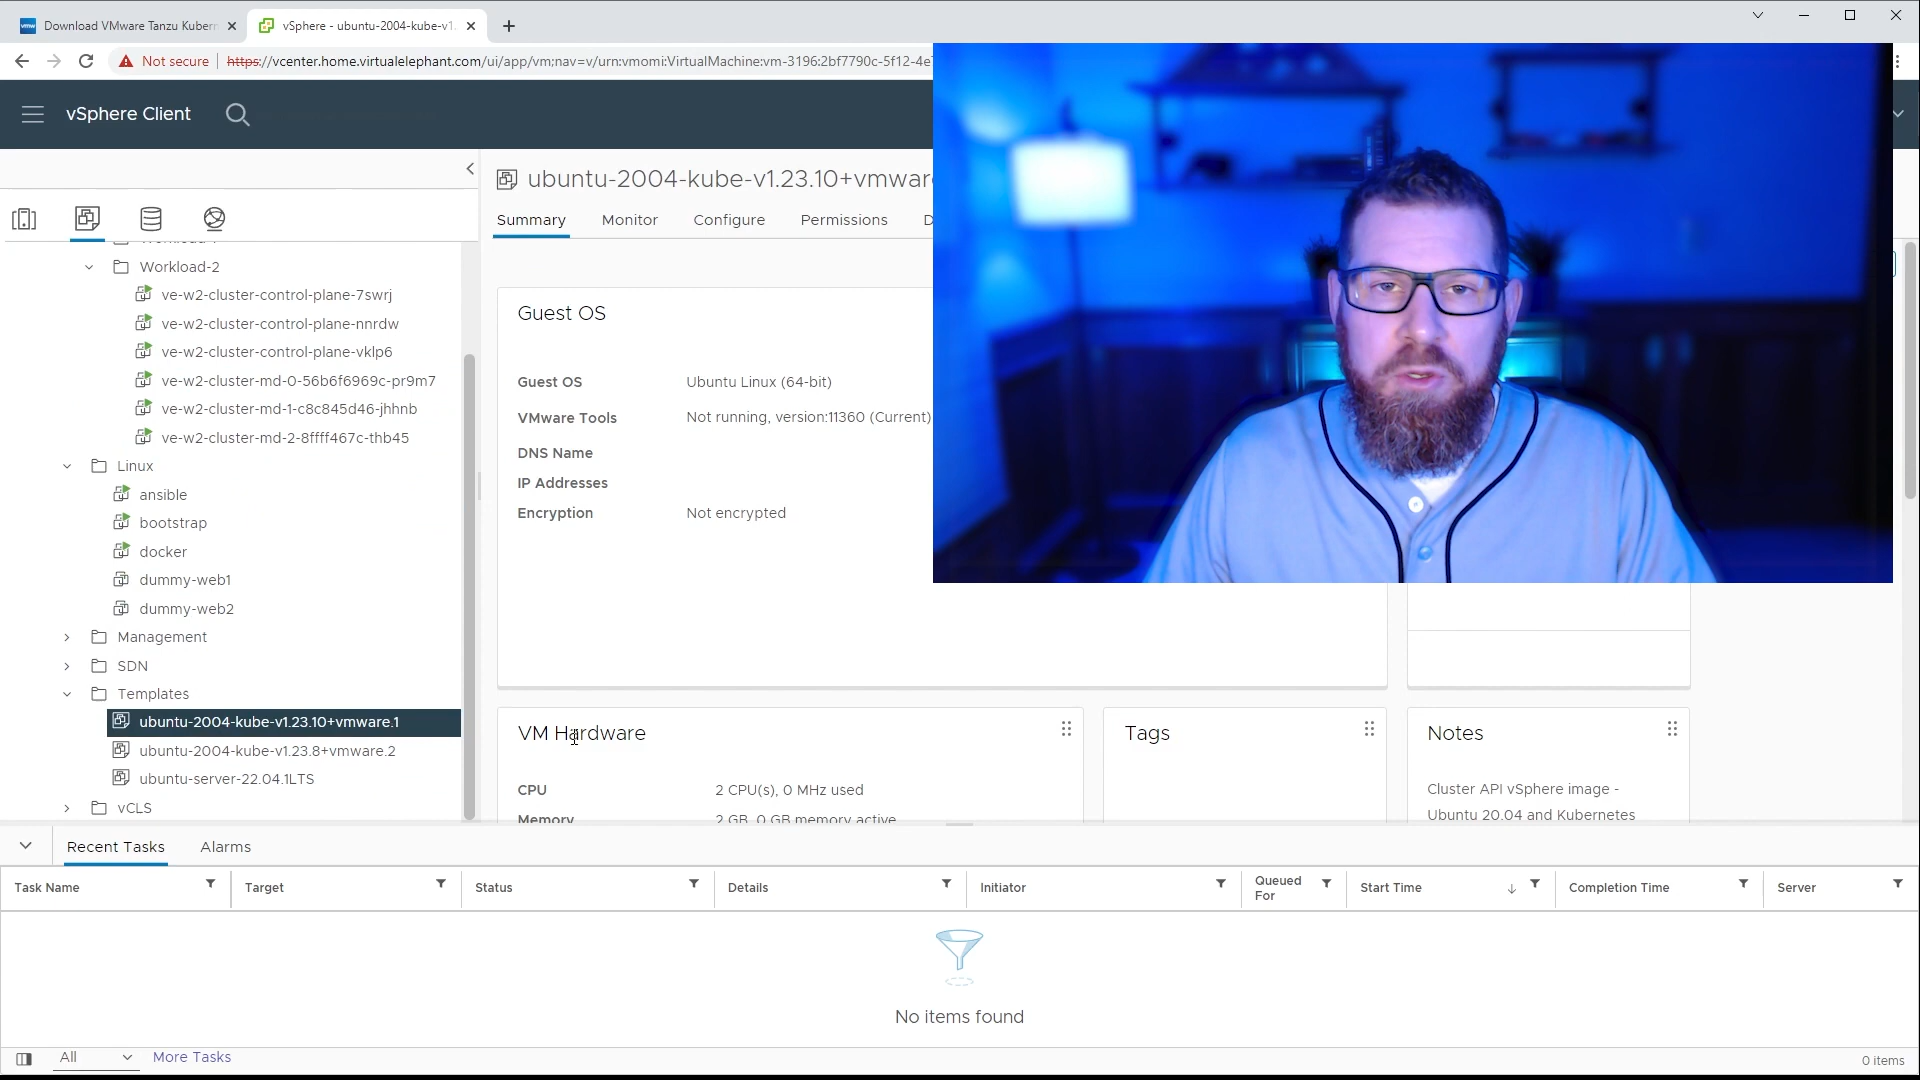 Download VMware Tanzu Kubern
vSphere - ubuntu-2004-kube-v1.
Not secure
https://vcenter.home.virtualelephant.com/ui/app/vm;nav=v/urn:vmomi:VirtualMachine:vm-3196:2bf7790c-5f12-4e
vSphere Client
ubuntu-2004-kube-v1.23.10+vmware
Summary
Monitor
Configure
Permissions
D
Workload-2
ve-w2-cluster-control-plane-7swrj
ve-w2-cluster-control-plane-nnrdw
ve-w2-cluster-control-plane-vklp6
ve-w2-cluster-md-0-56b6f6969c-pr9m7
ve-w2-cluster-md-1-c8c845d46-jhhnb
ve-w2-cluster-md-2-8ffff467c-thb45
Linux
ansible
bootstrap
docker
dummy-web1
dummy-web2
Management
SDN
Templates
ubuntu-2004-kube-v1.23.10+vmware.1
ubuntu-2004-kube-v1.23.8+vmware.2
ubuntu-server-22.04.1LTS
vCLS
Guest OS
Guest OS Ubuntu Linux (64-bit)
VMware Tools Not running, version:11360 (Current)
DNS Name
IP Addresses
Encryption Not encrypted
VM Hardware
CPU 2 CPU(s), 0 MHz used
Memory 2 GB, 0 GB memory active
Tags
Notes
Cluster API vSphere image -
Ubuntu 20.04 and Kubernetes
Recent Tasks
Alarms
Task Name
Target
Status
Details
Initiator
Queued
For
Start Time
Completion Time
Server
No items found
All
More Tasks
0 items